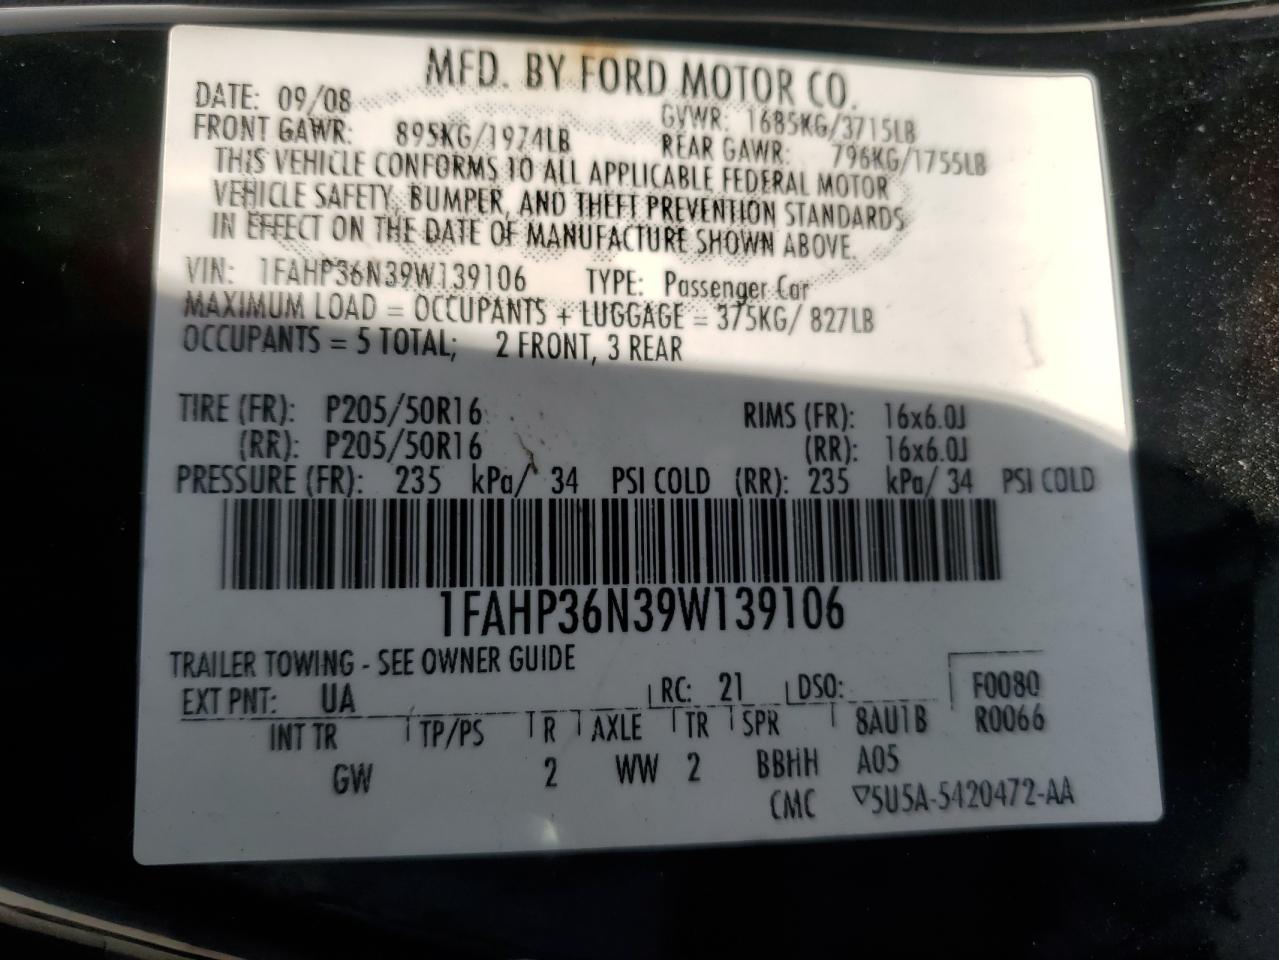 MFD. BY FORD MOTOR CO.
DATE: 09/08 GVWR: 1685KG/3715LB
FRONT GAWR: 895KG/1974LB REAR GAWR: 796KG/1755LB
THIS VEHICLE CONFORMS TO ALL APPLICABLE FEDERAL MOTOR
VEHICLE SAFETY, BUMPER, AND THEFT PREVENTION STANDARDS
IN EFFECT ON THE DATE OF MANUFACTURE SHOWN ABOVE.
VIN: 1FAHP36N39W139106 TYPE: Passenger Car
MAXIMUM LOAD = OCCUPANTS + LUGGAGE = 375KG/ 827LB
OCCUPANTS = 5 TOTAL; 2 FRONT, 3 REAR
TIRE (FR): P205/50R16 RIMS (FR): 16x6.0J
(RR): P205/50R16 (RR): 16x6.0J
PRESSURE (FR): 235 kPa/ 34 PSI COLD (RR): 235 kPa/ 34 PSI COLD
1FAHP36N39W139106
TRAILER TOWING - SEE OWNER GUIDE
EXT PNT: UA RC: 21 DSO: F0080
INT TR TP/PS R AXLE TR SPR 8AU1B R0066
GW 2 WW 2 BBHH A05
CMC ▽5U5A-5420472-AA